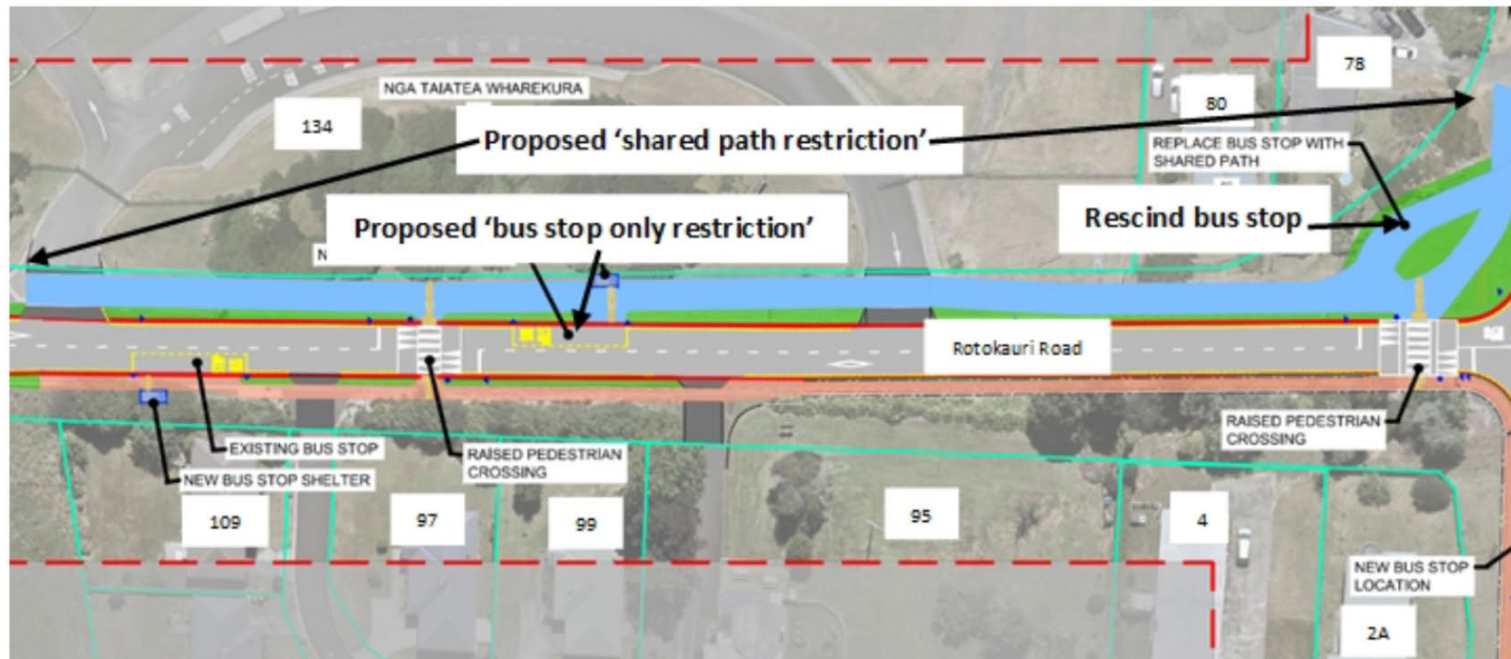 78
NGA TAIATEA WHAREKURA
80
134
Proposed ‘shared path restriction’
REPLACE BUS STOP WITH
SHARED PATH
Proposed ‘bus stop only restriction’
Rescind bus stop
Rotokauri Road
RAISED PEDESTRIAN
CROSSING
EXISTING BUS STOP
RAISED PEDESTRIAN
CROSSING
NEW BUS STOP SHELTER
109
97
99
95
4
NEW BUS STOP
LOCATION
2A